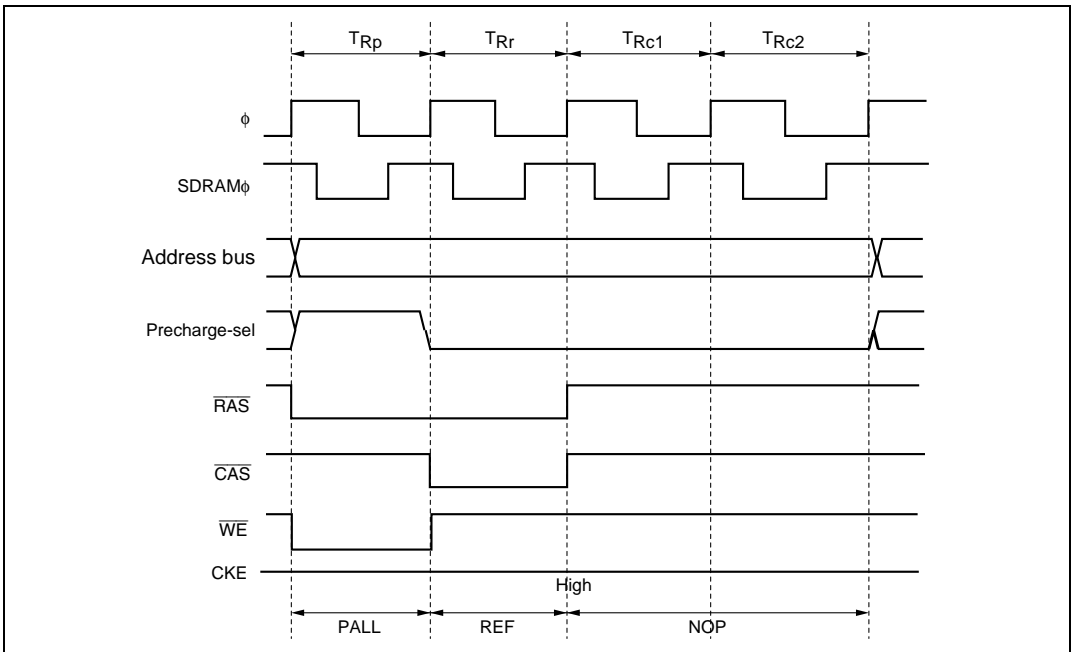 TRp TRr TRc1 TRc2
φ
SDRAMφ
Address bus
Precharge-sel
RAS
CAS
WE
CKE
High
PALL REF NOP